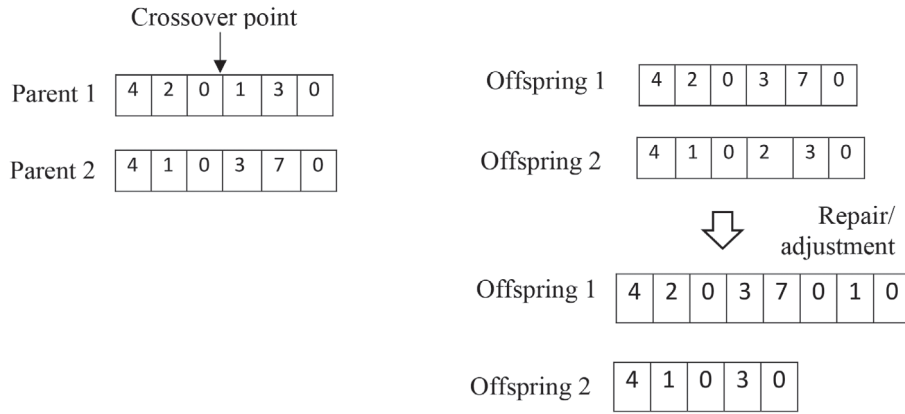 Crossover point
Parent 1 4 2 0 1 3 0
Parent 2 4 1 0 3 7 0
Offspring 1 4 2 0 3 7 0
Offspring 2 4 1 0 2 3 0
Repair/
adjustment
Offspring 1 4 2 0 3 7 0 1 0
Offspring 2 4 1 0 3 0